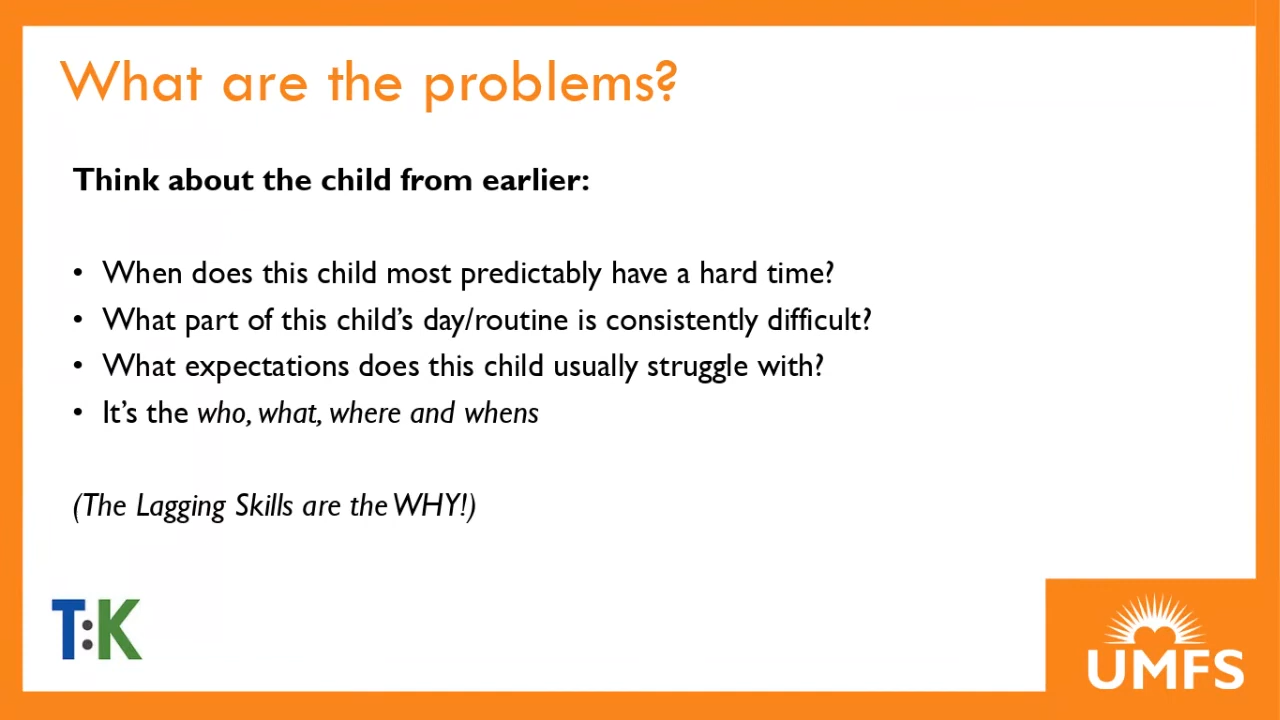 What are the problems?
Think about the child from earlier:
• When does this child most predictably have a hard time?
• What part of this child’s day/routine is consistently difficult?
• What expectations does this child usually struggle with?
• It’s the who, what, where and whens
(The Lagging Skills are the WHY!)
T:K
UMFS